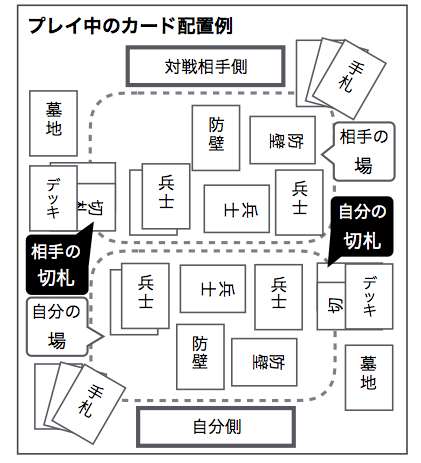 プレイ中のカード配置例
対戦相手側
手札
墓地
防壁
防壁
相手の
場
デッキ
切札
兵士
兵士
兵士
自分の
切札
相手の
切札
自分の
場
兵士
兵士
兵士
切
デッキ
防壁
防壁
墓地
手札
自分側